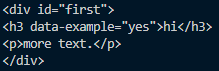 <div id="first">
<h3 data-example="yes">hi</h3>
<p>more text.</p>
</div>